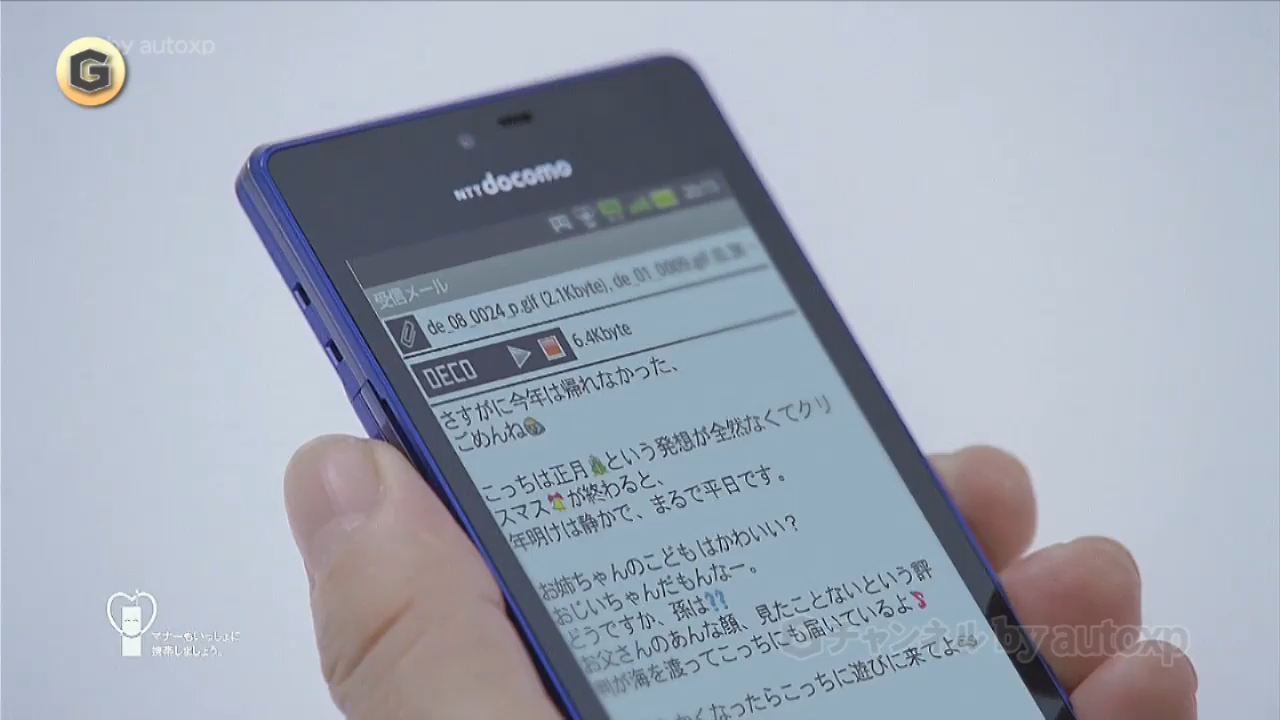 by autoxp
G
NTT docomo
受信メール
de_08_0024_p.gif (2.1Kbyte), de_01_0009.gif
DECO 6.4Kbyte
さすがに今年は帰れなかった、
ごめんね
こっちは正月という発想が全然なくてクリ
スマスが終わると、
年明けは静かで、まるで平日です。
お姉ちゃんのこどもはかわいい？
おじいちゃんだもんなー。
どうですか、孫は⁇
お父さんのあんな顔、見たことないという評
判が海を渡ってこっちにも届いているよ
くなったらこっちに遊びに来てよ
マナーもいっしょに
携帯しましょう。
Gチャンネル by autoxp